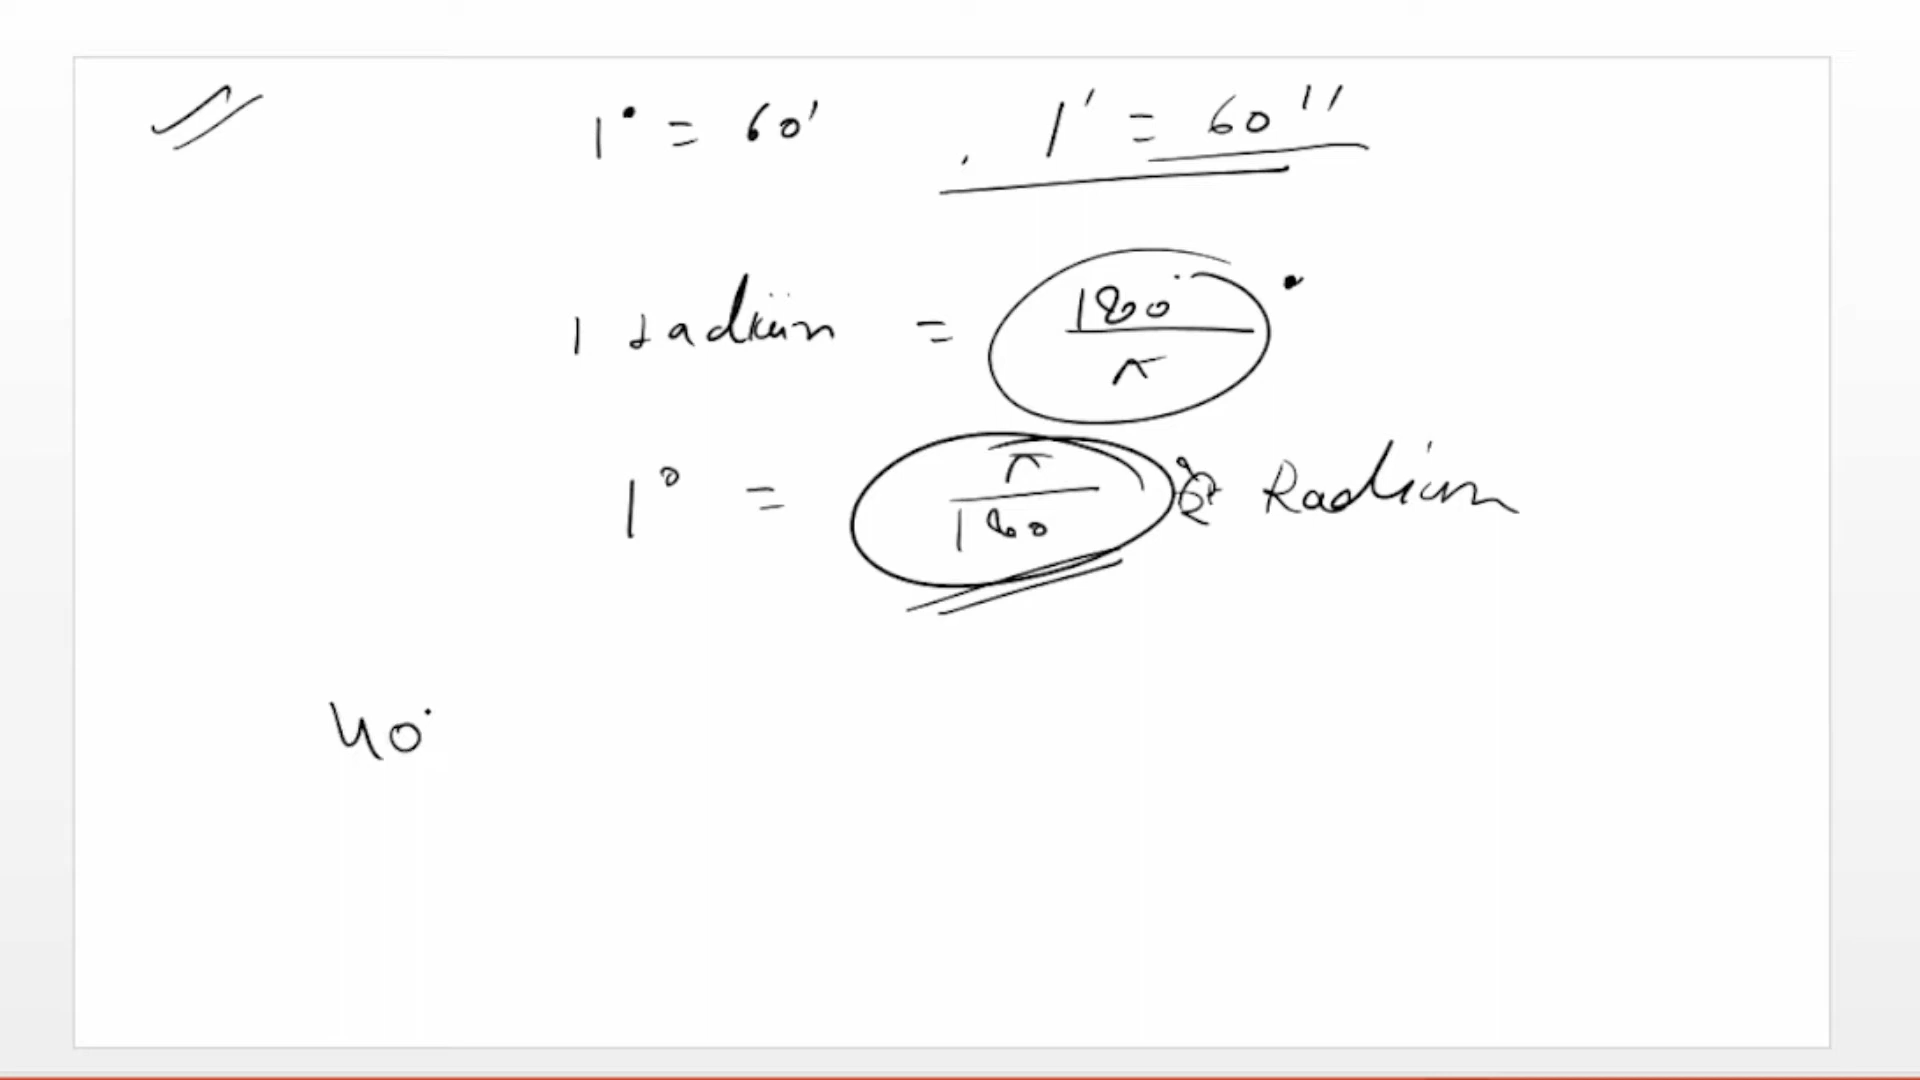 1° = 60' , 1' = 60''
1 radian = 180/π °
1° = π/180 Radian
40°